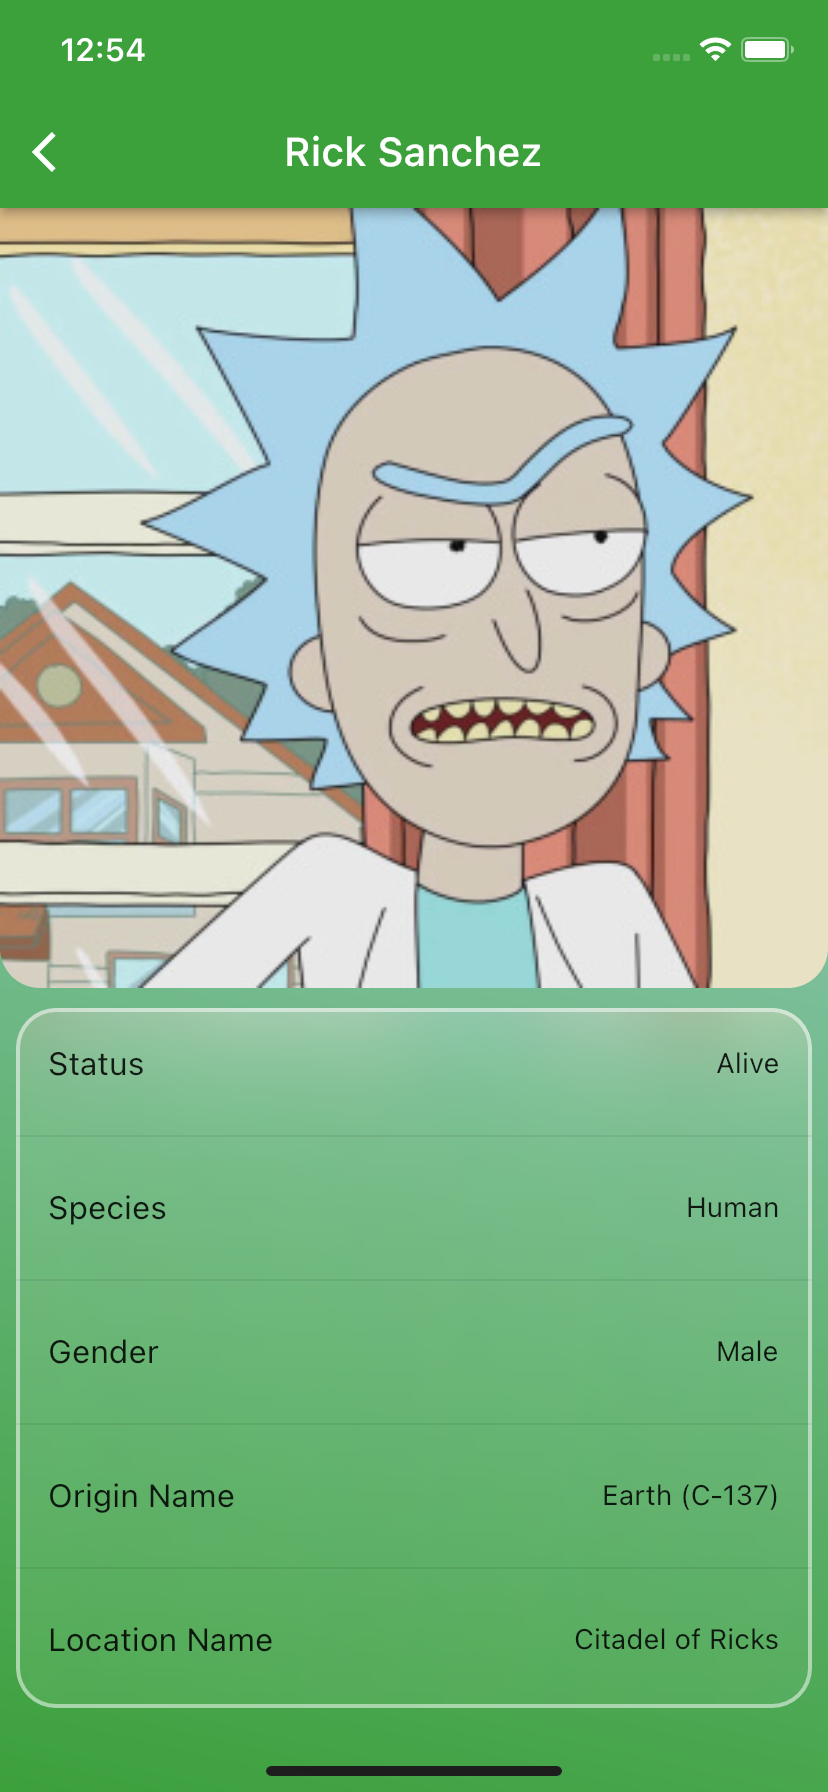 12:54
Rick Sanchez
Status Alive
Species Human
Gender Male
Origin Name Earth (C-137)
Location Name Citadel of Ricks